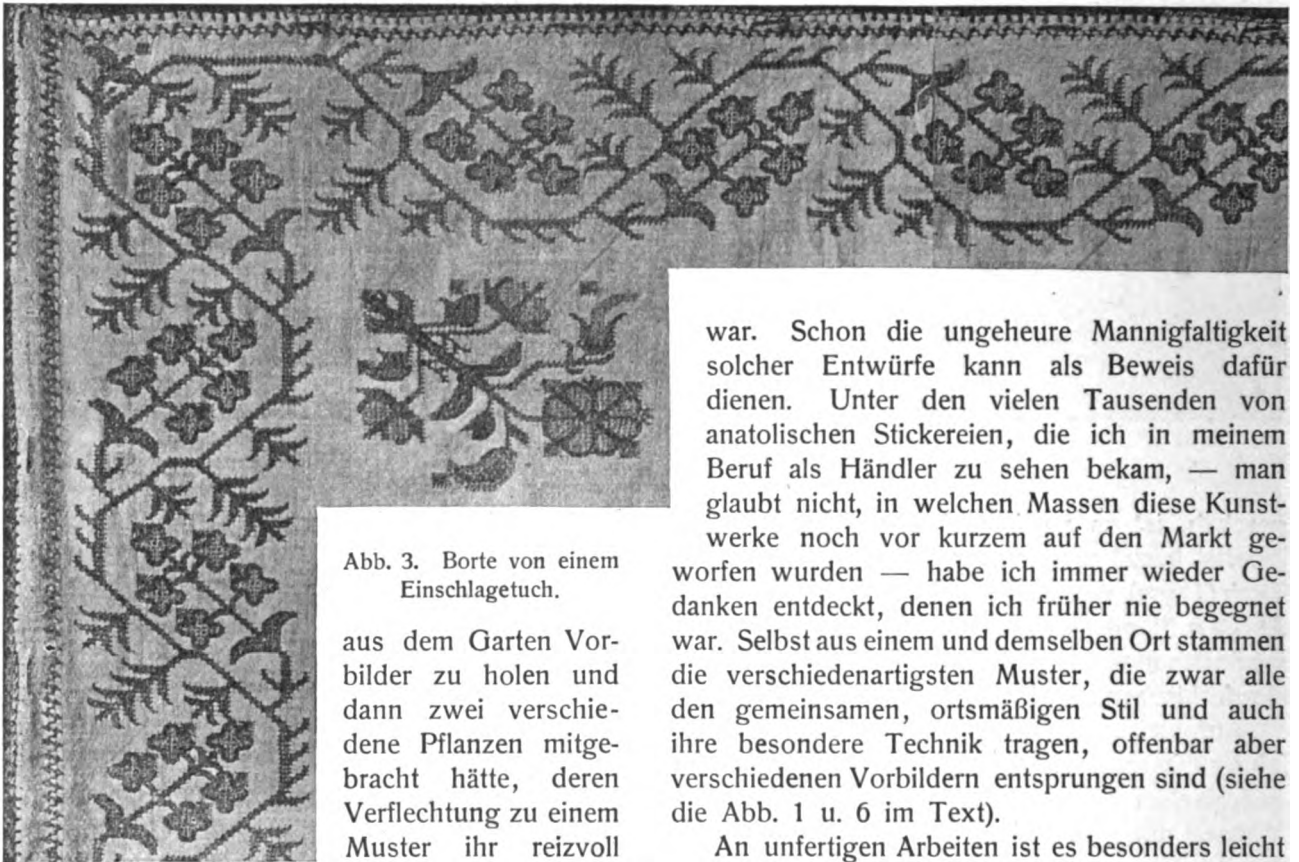 Abb. 3. Borte von einem
Einschlagetuch.
aus dem Garten Vor-
bilder zu holen und
dann zwei verschie-
dene Pflanzen mitge-
bracht hätte, deren
Verflechtung zu einem
Muster ihr reizvoll
war. Schon die ungeheure Mannigfaltigkeit
solcher Entwürfe kann als Beweis dafür
dienen. Unter den vielen Tausenden von
anatolischen Stickereien, die ich in meinem
Beruf als Händler zu sehen bekam, — man
glaubt nicht, in welchen Massen diese Kunst-
werke noch vor kurzem auf den Markt ge-
worfen wurden — habe ich immer wieder Ge-
danken entdeckt, denen ich früher nie begegnet
war. Selbst aus einem und demselben Ort stammen
die verschiedenartigsten Muster, die zwar alle
den gemeinsamen, ortsmäßigen Stil und auch
ihre besondere Technik tragen, offenbar aber
verschiedenen Vorbildern entsprungen sind (siehe
die Abb. 1 u. 6 im Text).
An unfertigen Arbeiten ist es besonders leicht